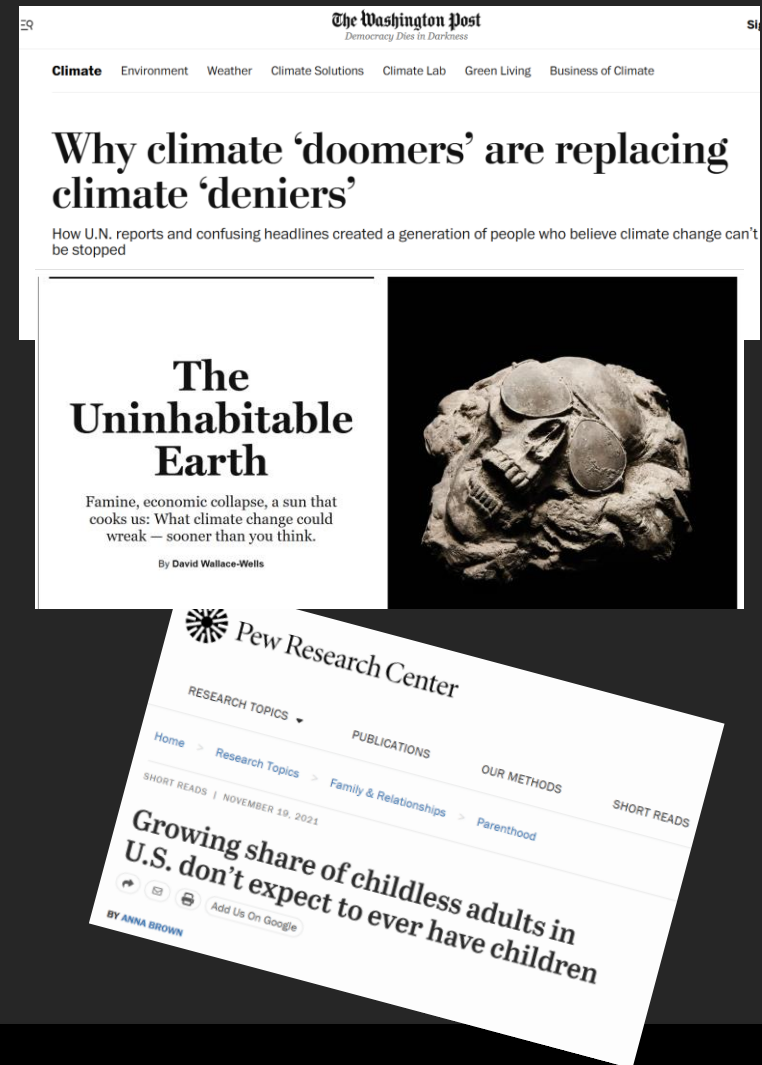 The Washington Post
Democracy Dies in Darkness
Climate Environment Weather Climate Solutions Climate Lab Green Living Business of Climate
Why climate ‘doomers’ are replacing
climate ‘deniers’
How U.N. reports and confusing headlines created a generation of people who believe climate change can’t
be stopped
The
Uninhabitable
Earth
Famine, economic collapse, a sun that
cooks us: What climate change could
wreak — sooner than you think.
By David Wallace-Wells
Pew Research Center
RESEARCH TOPICS PUBLICATIONS OUR METHODS SHORT READS
Home > Research Topics > Family & Relationships > Parenthood
SHORT READS | NOVEMBER 19, 2021
Growing share of childless adults in
U.S. don’t expect to ever have children
Add Us On Google
BY ANNA BROWN